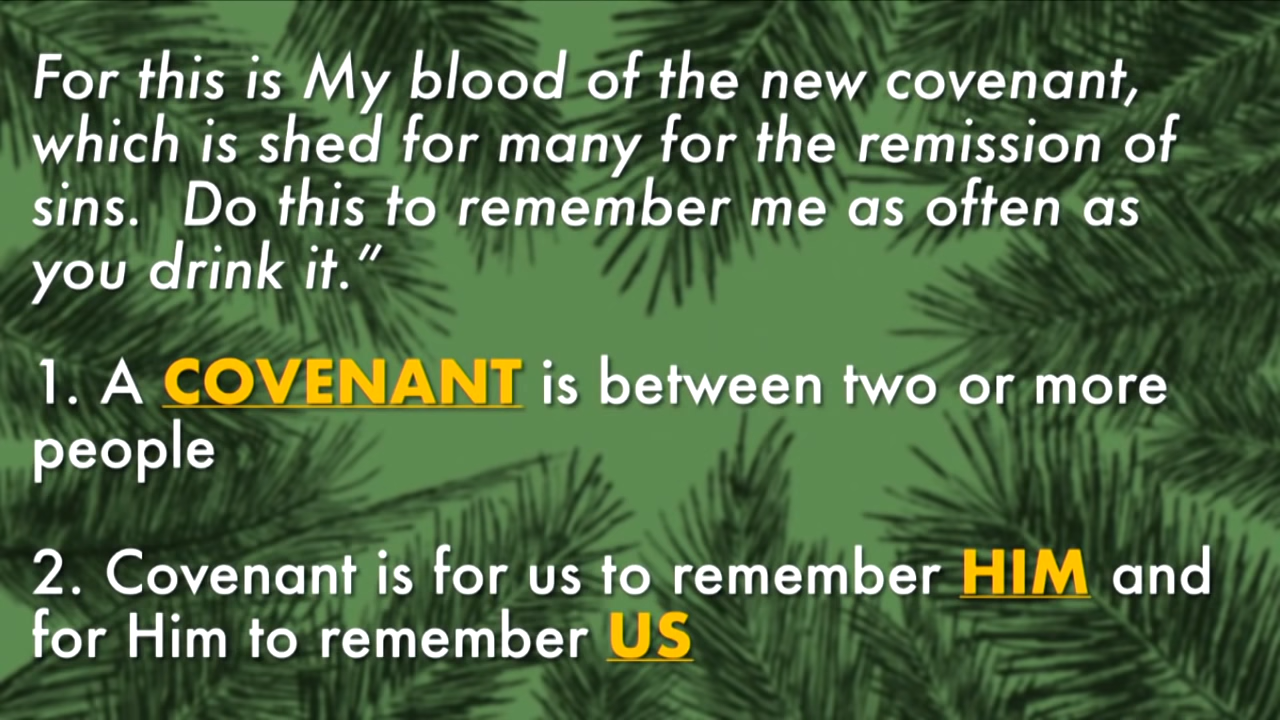 For this is My blood of the new covenant,
which is shed for many for the remission of
sins.  Do this to remember me as often as
you drink it.”
1. A COVENANT is between two or more
people
2. Covenant is for us to remember HIM and
for Him to remember US